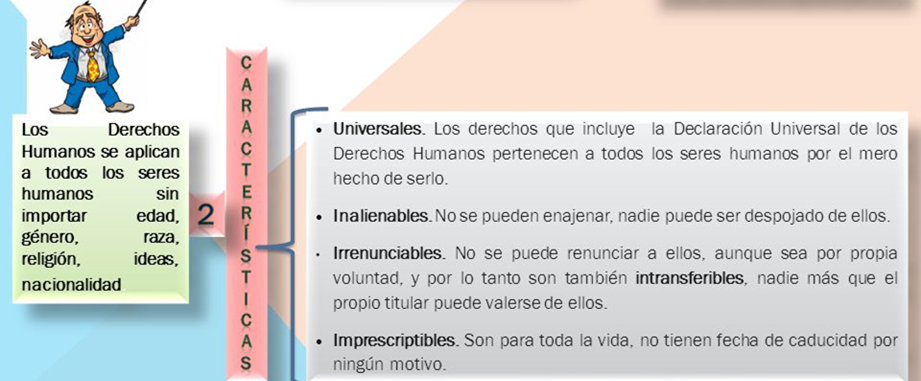 Los Derechos
Humanos se aplican
a todos los seres
humanos sin
importar edad,
género, raza,
religión, ideas,
nacionalidad
2
CARACTERÍSTICAS
• Universales. Los derechos que incluye la Declaración Universal de los
Derechos Humanos pertenecen a todos los seres humanos por el mero
hecho de serlo.
• Inalienables. No se pueden enajenar, nadie puede ser despojado de ellos.
• Irrenunciables. No se puede renunciar a ellos, aunque sea por propia
voluntad, y por lo tanto son también intransferibles, nadie más que el
propio titular puede valerse de ellos.
• Imprescriptibles. Son para toda la vida, no tienen fecha de caducidad por
ningún motivo.